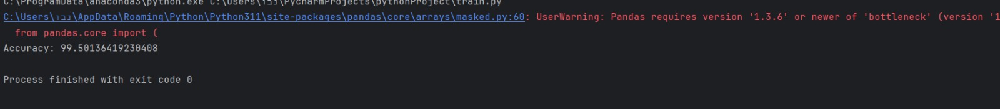 C:\ProgramData\anaconda3\python.exe C:\Users\נבו\PycharmProjects\pythonProject\train.py
C:\Users\נבו\AppData\Roaming\Python\Python311\site-packages\pandas\core\arrays\masked.py:60: UserWarning: Pandas requires version '1.3.6' or newer of 'bottleneck' (version '1
from pandas.core import (
Accuracy: 99.50136419230408
Process finished with exit code 0